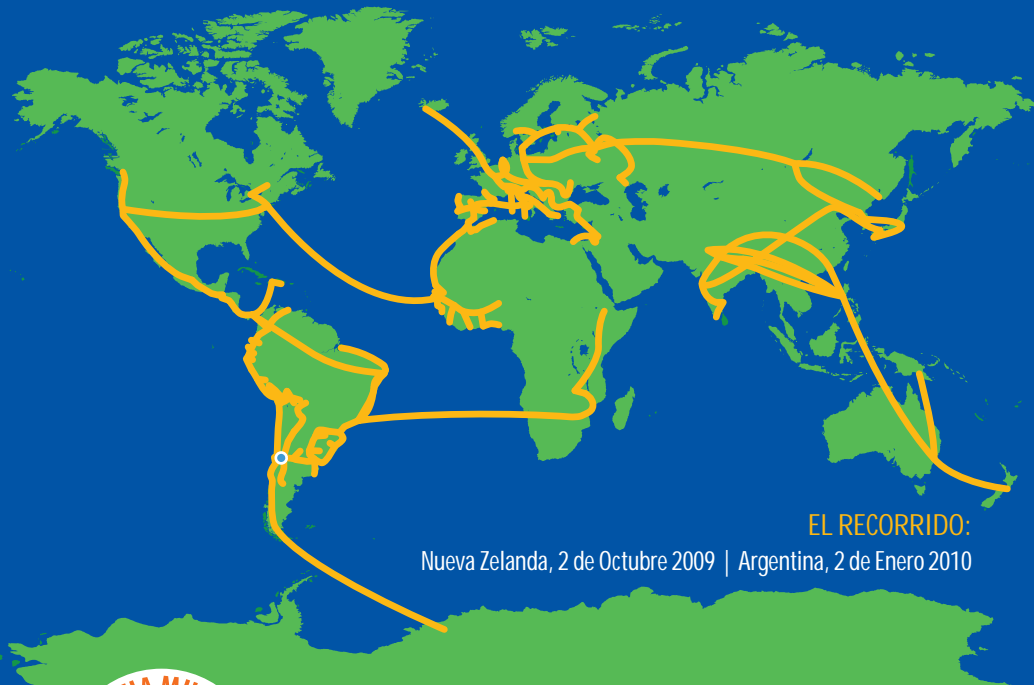 EL RECORRIDO:
Nueva Zelanda, 2 de Octubre 2009 | Argentina, 2 de Enero 2010